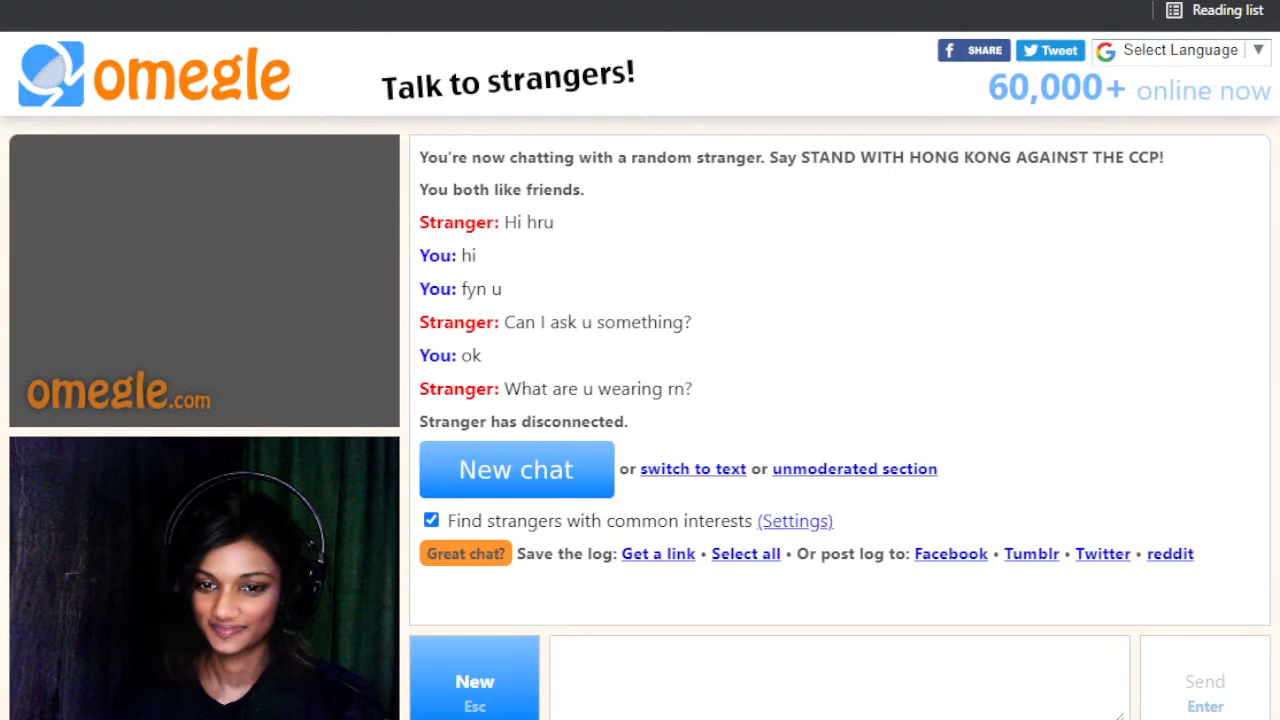 Reading list
omegle
Talk to strangers!
SHARE
Tweet
Select Language
60,000+ online now
You're now chatting with a random stranger. Say STAND WITH HONG KONG AGAINST THE CCP!
You both like friends.
Stranger: Hi hru
You: hi
You: fyn u
Stranger: Can I ask u something?
You: ok
Stranger: What are u wearing rn?
Stranger has disconnected.
New chat or switch to text or unmoderated section
Find strangers with common interests (Settings)
Great chat? Save the log: Get a link • Select all • Or post log to: Facebook • Tumblr • Twitter • reddit
omegle.com
New
Esc
Send
Enter